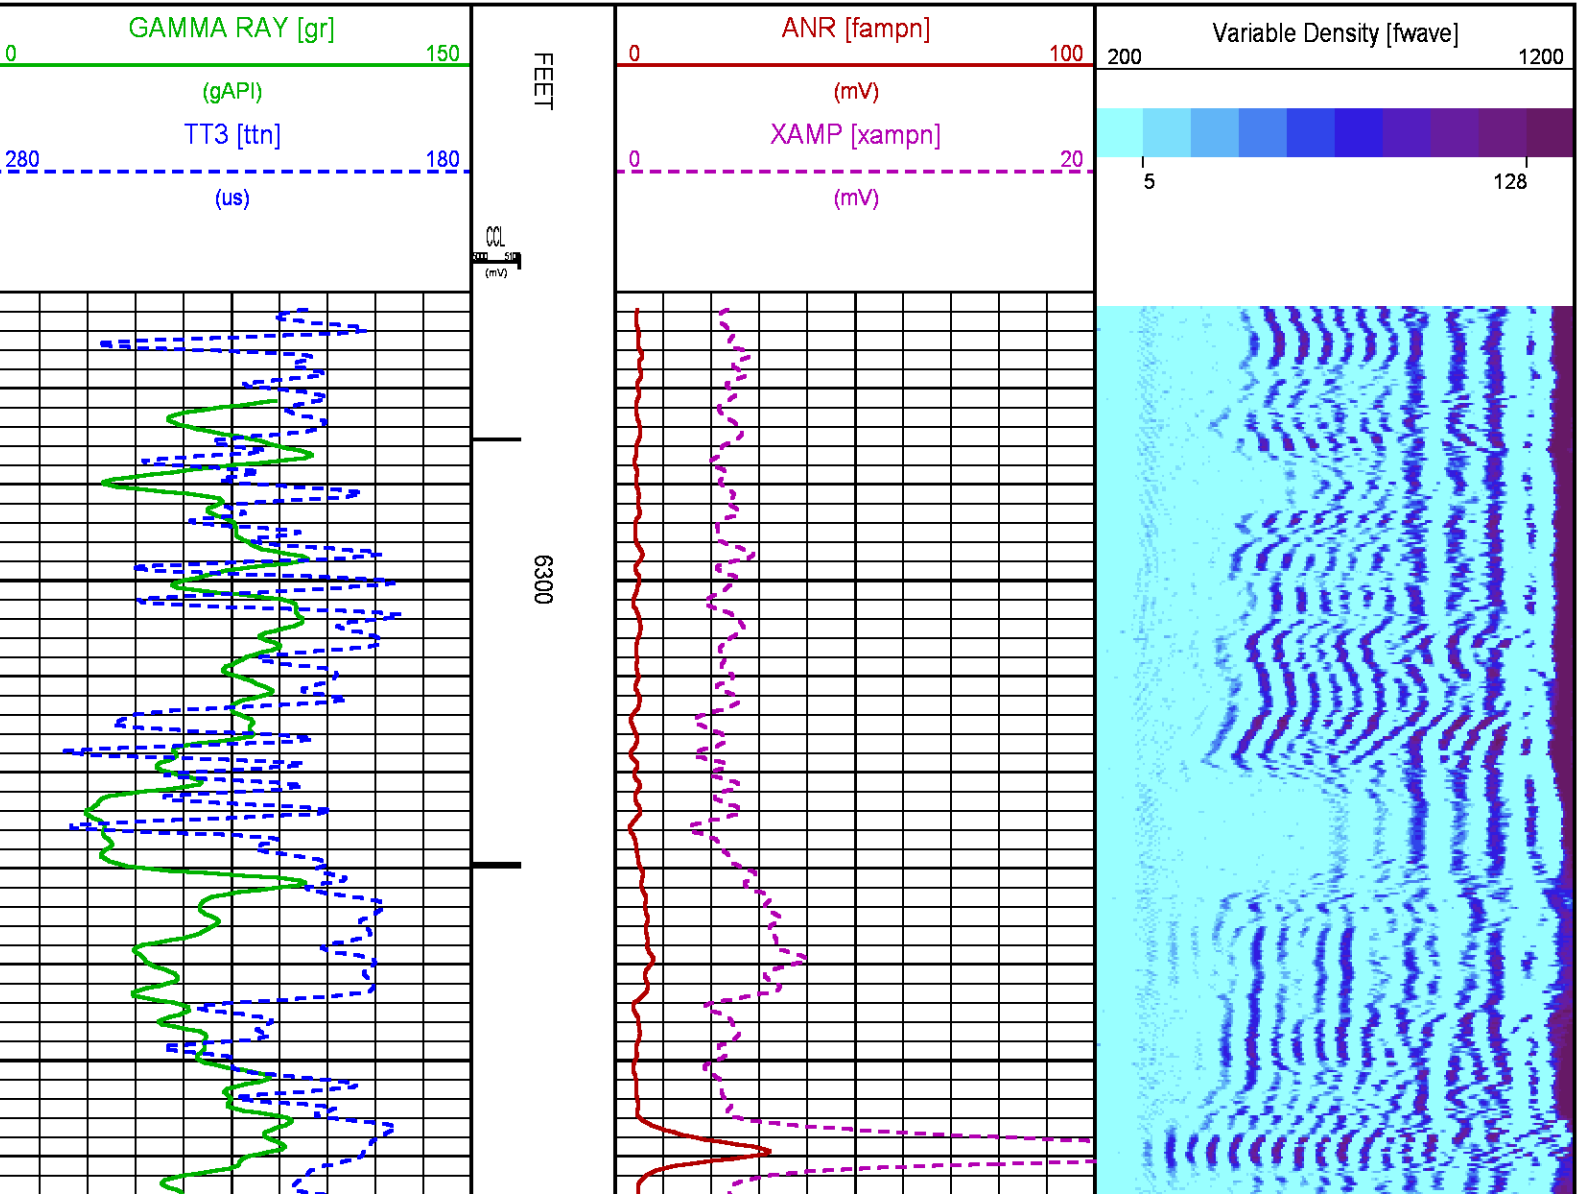 GAMMA RAY [gr]
0 150
(gAPI)
TT3 [ttn]
280 180
(us)
FEET
CCL
(mV)
6300
ANR [fampn]
0 100
(mV)
XAMP [xampn]
0 20
(mV)
Variable Density [fwave]
200 1200
5 128